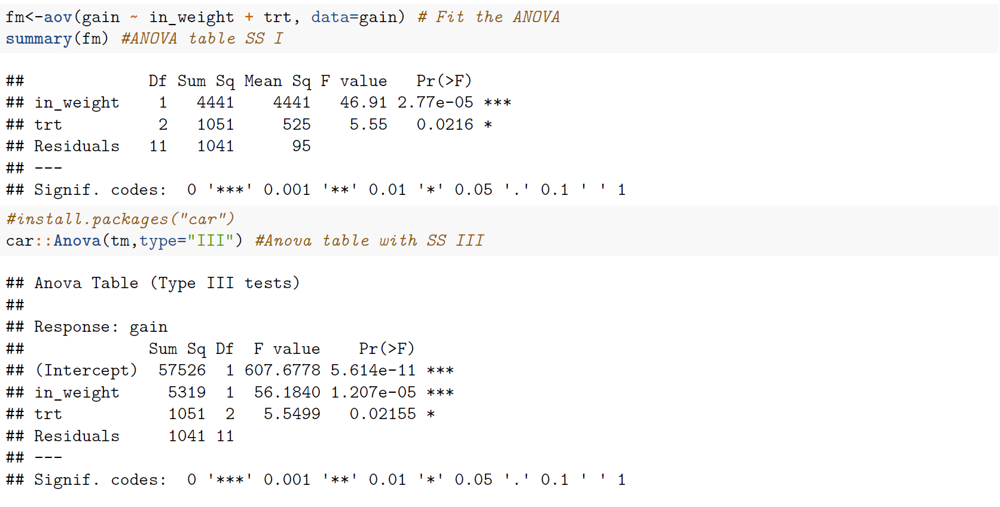 fm<-aov(gain ~ in_weight + trt, data=gain) # Fit the ANOVA
summary(fm) #ANOVA table SS I
##             Df Sum Sq Mean Sq F value   Pr(>F)
## in_weight    1   4441    4441   46.91 2.77e-05 ***
## trt          2   1051     525    5.55   0.0216 *
## Residuals   11   1041      95
## ---
## Signif. codes:  0 '***' 0.001 '**' 0.01 '*' 0.05 '.' 0.1 ' ' 1
#install.packages("car")
car::Anova(tm,type="III") #Anova table with SS III
## Anova Table (Type III tests)
##
## Response: gain
##             Sum Sq Df  F value    Pr(>F)
## (Intercept)  57526  1 607.6778 5.614e-11 ***
## in_weight     5319  1  56.1840 1.207e-05 ***
## trt           1051  2   5.5499   0.02155 *
## Residuals     1041 11
## ---
## Signif. codes:  0 '***' 0.001 '**' 0.01 '*' 0.05 '.' 0.1 ' ' 1